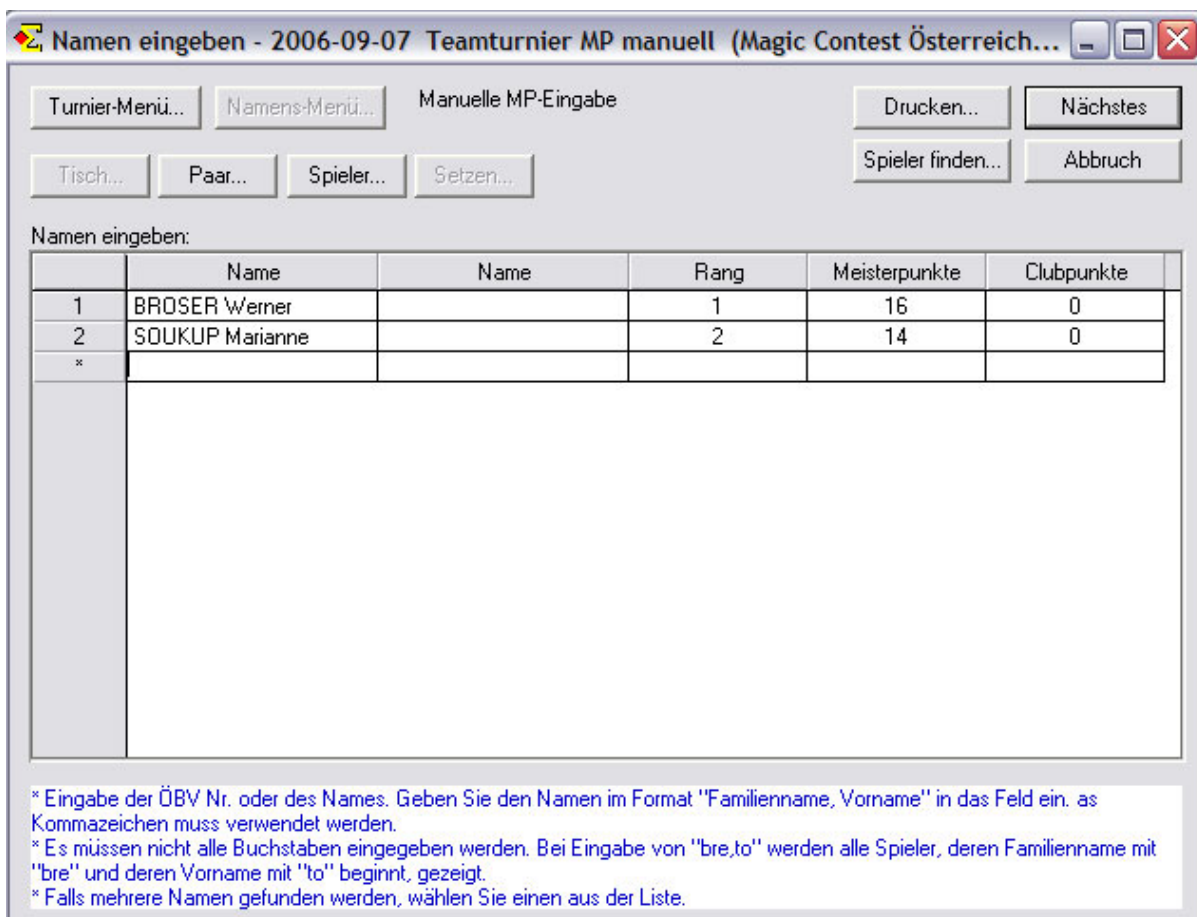 Namen eingeben - 2006-09-07 Teamturnier MP manuell (Magic Contest Österreich...
Turnier-Menü... Namens-Menü... Manuelle MP-Eingabe Drucken... Nächstes
Tisch... Paar... Spieler... Setzen... Spieler finden... Abbruch
Namen eingeben:
Name Name Rang Meisterpunkte Clubpunkte
1 BROSER Werner 1 16 0
2 SOUKUP Marianne 2 14 0
*
* Eingabe der ÖBV Nr. oder des Names. Geben Sie den Namen im Format "Familienname, Vorname" in das Feld ein. as
Kommazeichen muss verwendet werden.
* Es müssen nicht alle Buchstaben eingegeben werden. Bei Eingabe von "bre,to" werden alle Spieler, deren Familienname mit
"bre" und deren Vorname mit "to" beginnt, gezeigt.
* Falls mehrere Namen gefunden werden, wählen Sie einen aus der Liste.